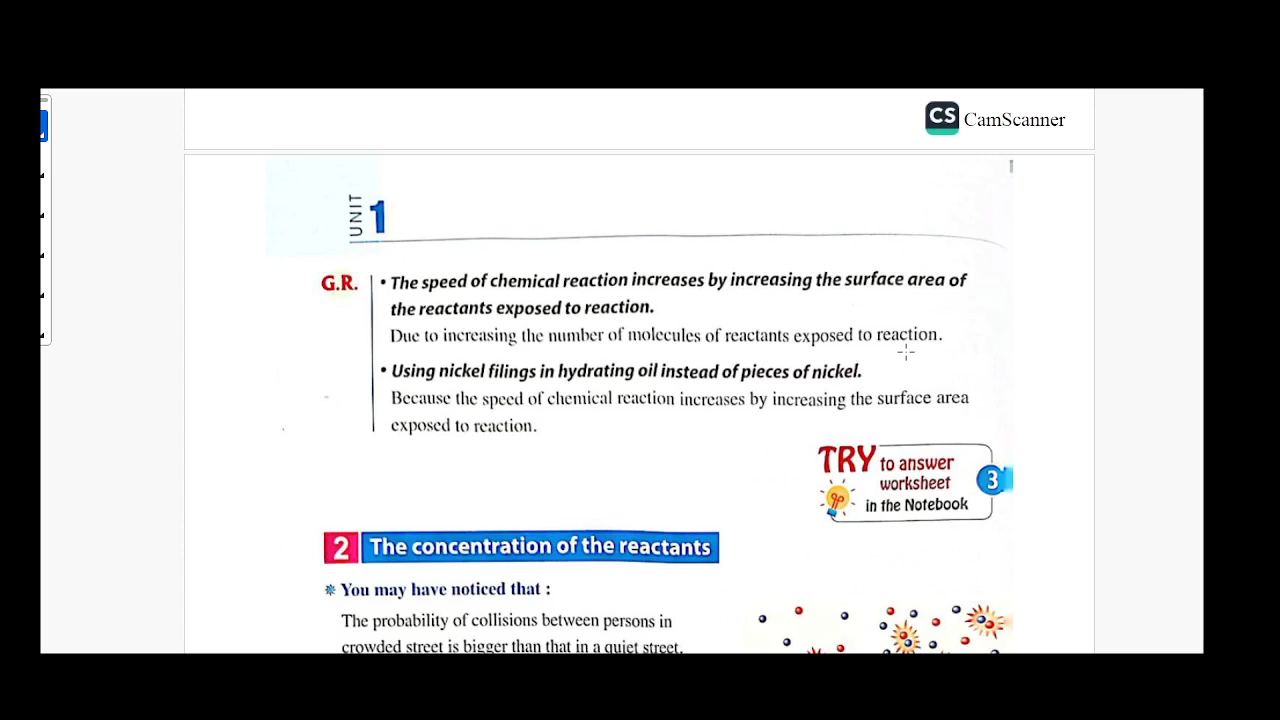 CS CamScanner
UNIT 1
G.R.
• The speed of chemical reaction increases by increasing the surface area of
the reactants exposed to reaction.
Due to increasing the number of molecules of reactants exposed to reaction.
• Using nickel filings in hydrating oil instead of pieces of nickel.
Because the speed of chemical reaction increases by increasing the surface area
exposed to reaction.
TRY to answer
worksheet 3
in the Notebook
2 The concentration of the reactants
* You may have noticed that :
The probability of collisions between persons in
crowded street is bigger than that in a quiet street.